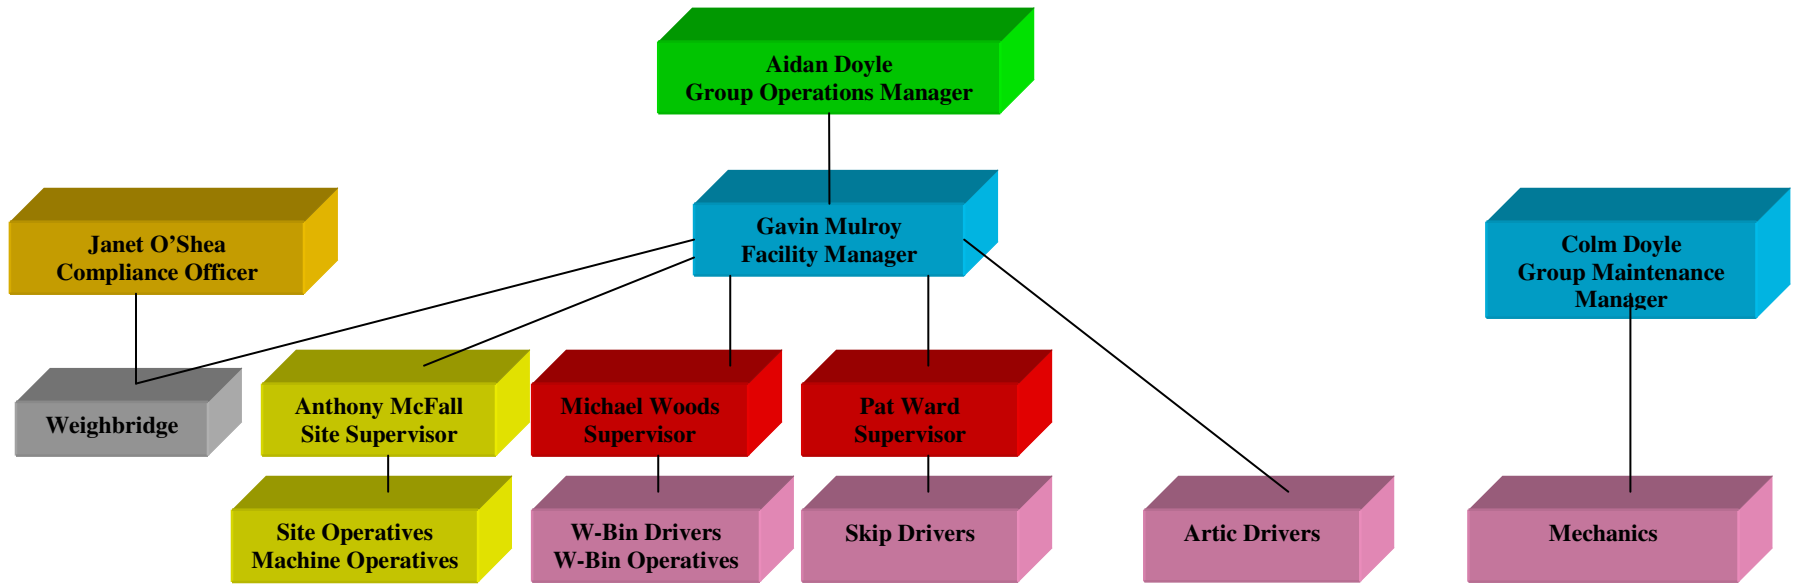 Aidan Doyle
Group Operations Manager
Janet O'Shea
Compliance Officer
Gavin Mulroy
Facility Manager
Colm Doyle
Group Maintenance
Manager
Weighbridge
Anthony McFall
Site Supervisor
Michael Woods
Supervisor
Pat Ward
Supervisor
Site Operatives
Machine Operatives
W-Bin Drivers
W-Bin Operatives
Skip Drivers
Artic Drivers
Mechanics